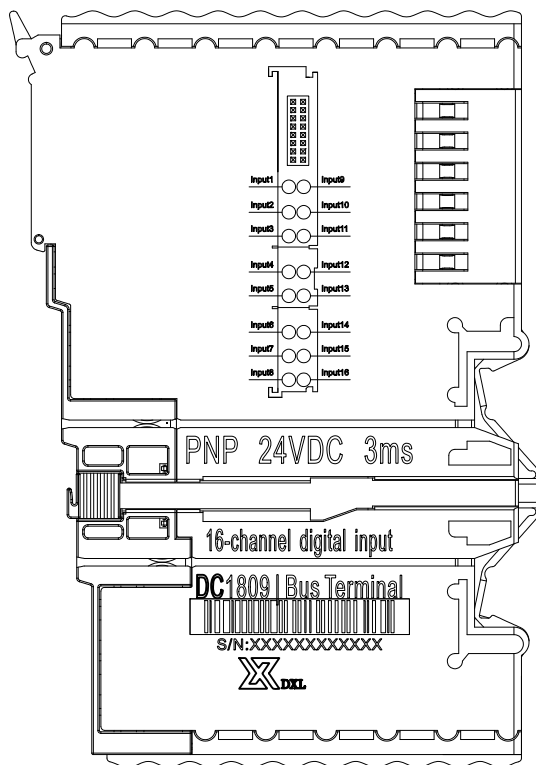 Input1 Input9
Input2 Input10
Input3 Input11
Input4 Input12
Input5 Input13
Input6 Input14
Input7 Input15
Input8 Input16
PNP 24VDC 3ms
16-channel digital input
DC1809 | Bus Terminal
S/N:XXXXXXXXXXXX
DXL